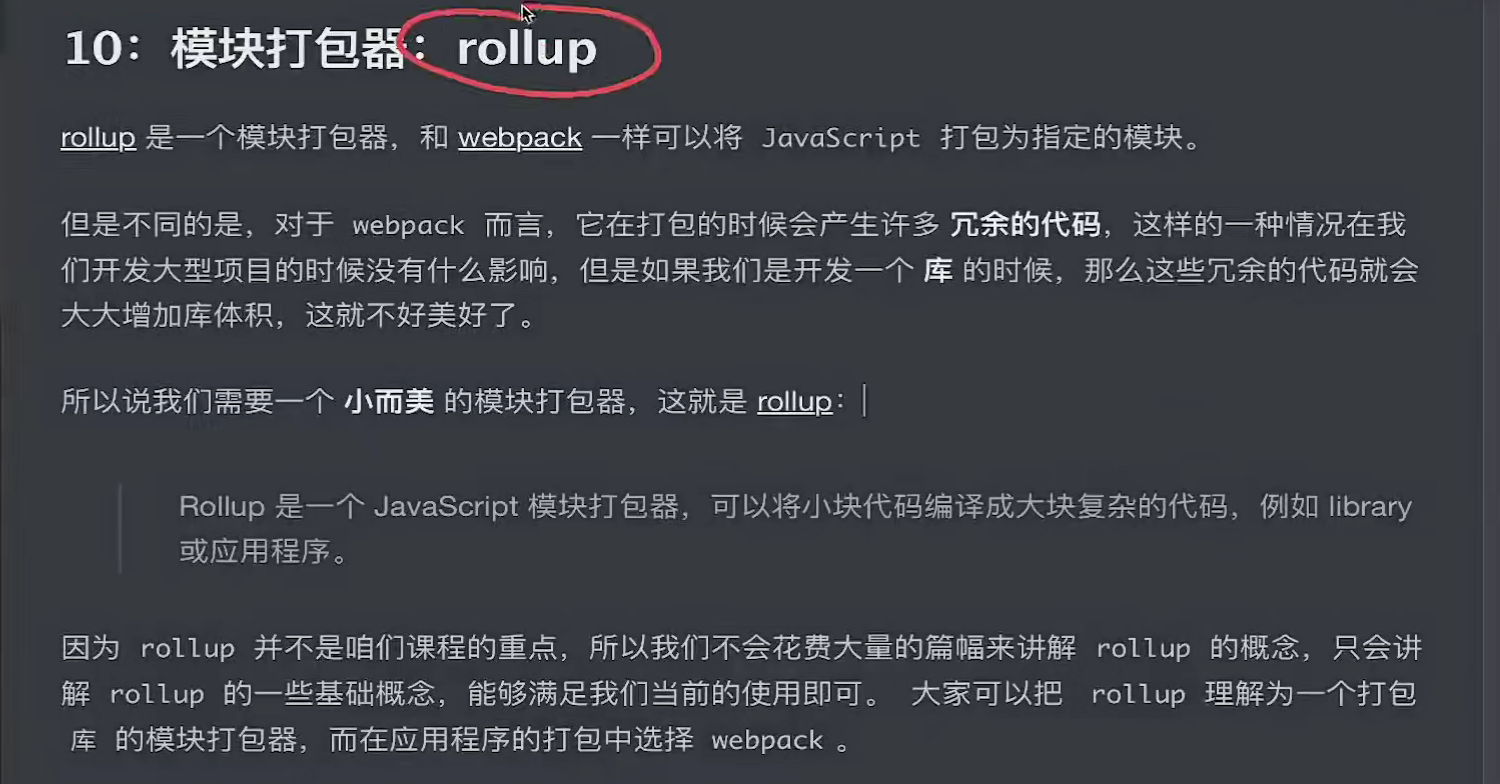 10：模块打包器：rollup
rollup 是一个模块打包器，和 webpack 一样可以将 JavaScript 打包为指定的模块。
但是不同的是，对于 webpack 而言，它在打包的时候会产生许多 冗余的代码，这样的一种情况在我
们开发大型项目的时候没有什么影响，但是如果我们是开发一个 库 的时候，那么这些冗余的代码就会
大大增加库体积，这就不好美好了。
所以说我们需要一个 小而美 的模块打包器，这就是 rollup：
Rollup 是一个 JavaScript 模块打包器，可以将小块代码编译成大块复杂的代码，例如 library
或应用程序。
因为 rollup 并不是咱们课程的重点，所以我们不会花费大量的篇幅来讲解 rollup 的概念，只会讲
解 rollup 的一些基础概念，能够满足我们当前的使用即可。 大家可以把 rollup 理解为一个打包
库 的模块打包器，而在应用程序的打包中选择 webpack 。